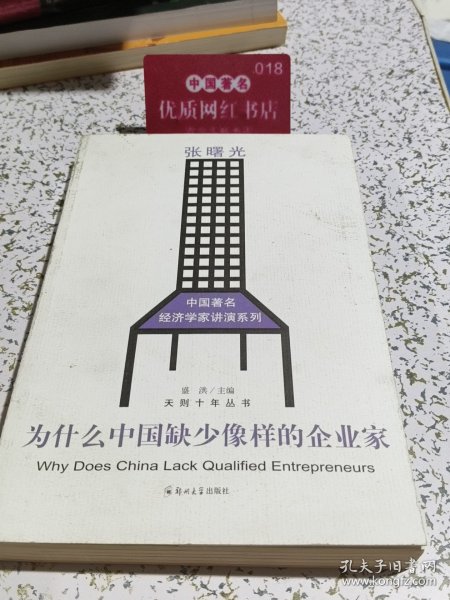 018
中国著名
优质网红书店
张曙光
中国著名
经济学家讲演系列
盛 洪/主编
天则十年丛书
为什么中国缺少像样的企业家
Why Does China Lack Qualified Entrepreneurs
郑州大学出版社
孔夫子旧书网
www.kongfz.com